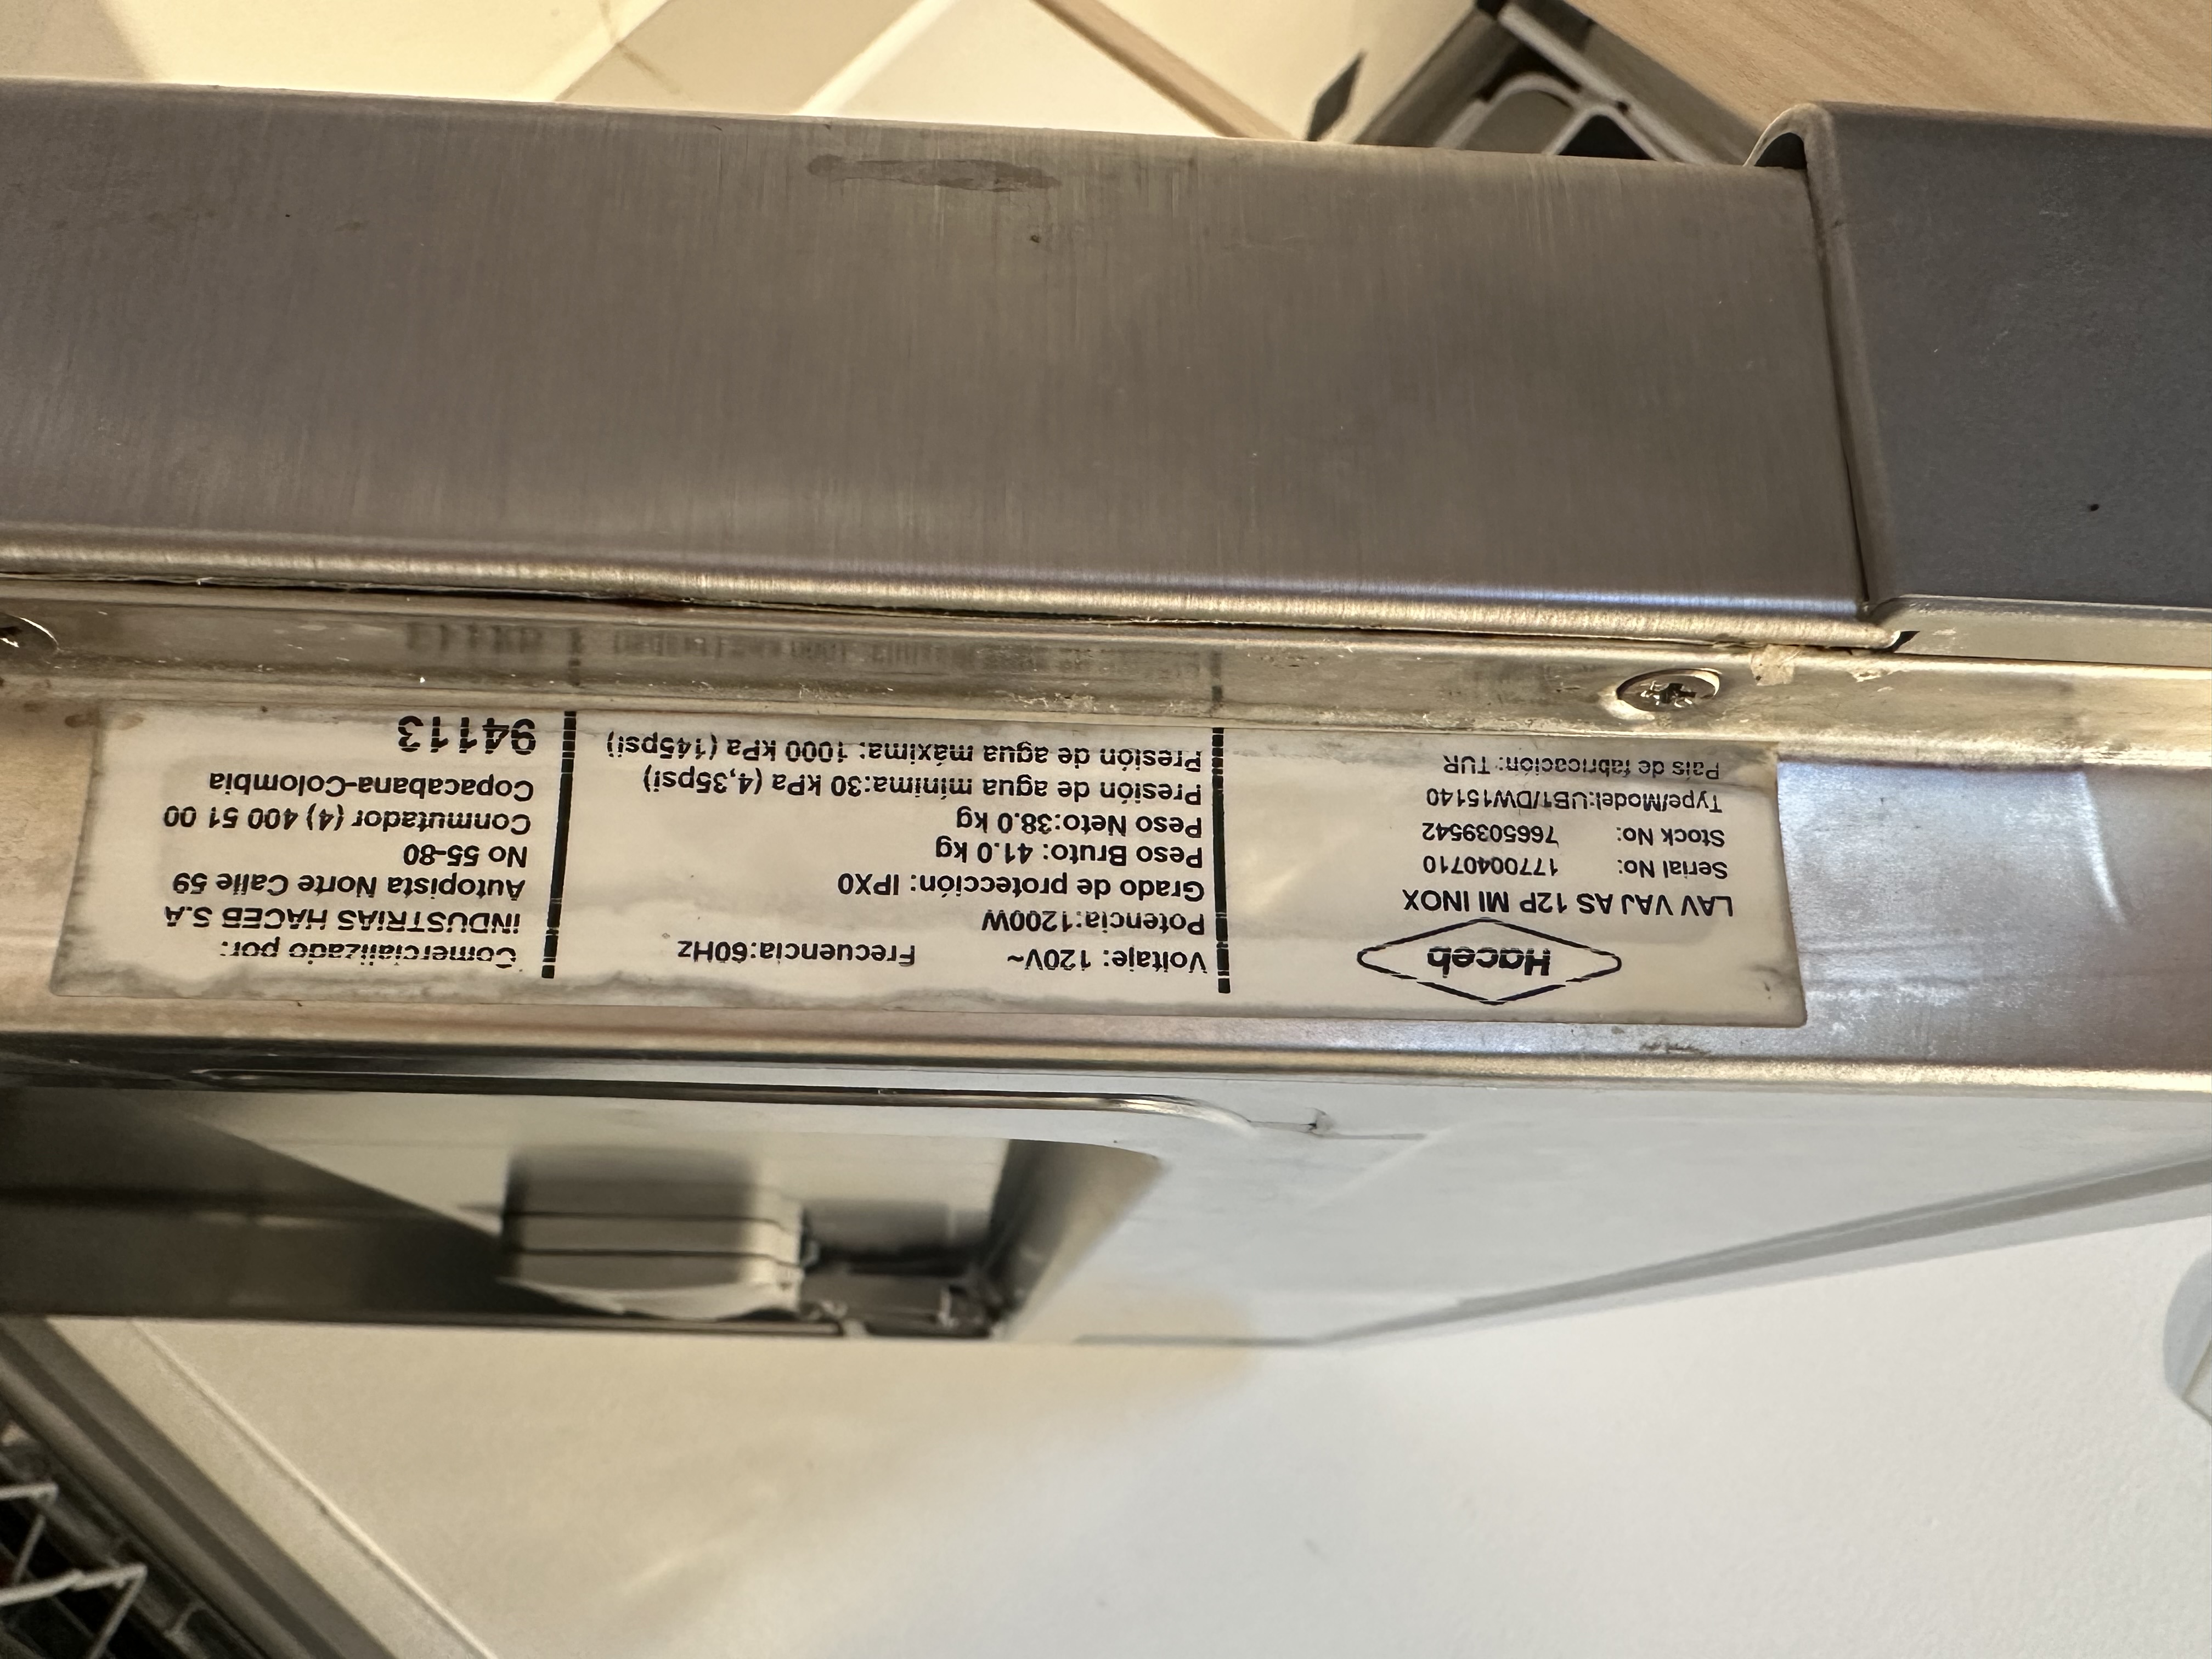 Haceb
LAV VAJ AS 12P MI INOX
Serial No: 1770040710
Stock No: 7665039542
Type/Model:UBT/DW15140
País de fabricación: TUR
Voltaje: 120V~ Frecuencia:60Hz
Potencia:1200W
Grado de protección: IPX0
Peso Bruto: 41.0 kg
Peso Neto:38.0 kg
Presión de agua mínima:30 kPa (4,35psi)
Presión de agua máxima: 1000 kPa (145psi)
Comercializado por:
INDUSTRIAS HACEB S.A
Autopista Norte Calle 59
No 55-80
Conmutador (4) 400 51 00
Copacabana-Colombia
94113